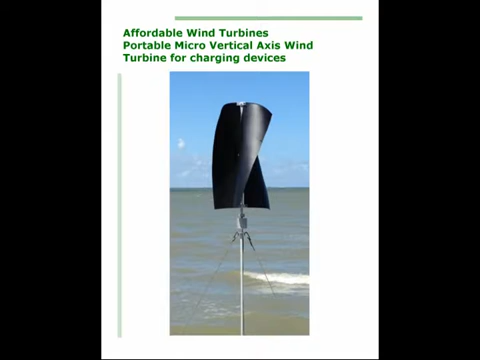 Affordable Wind Turbines
Portable Micro Vertical Axis Wind
Turbine for charging devices